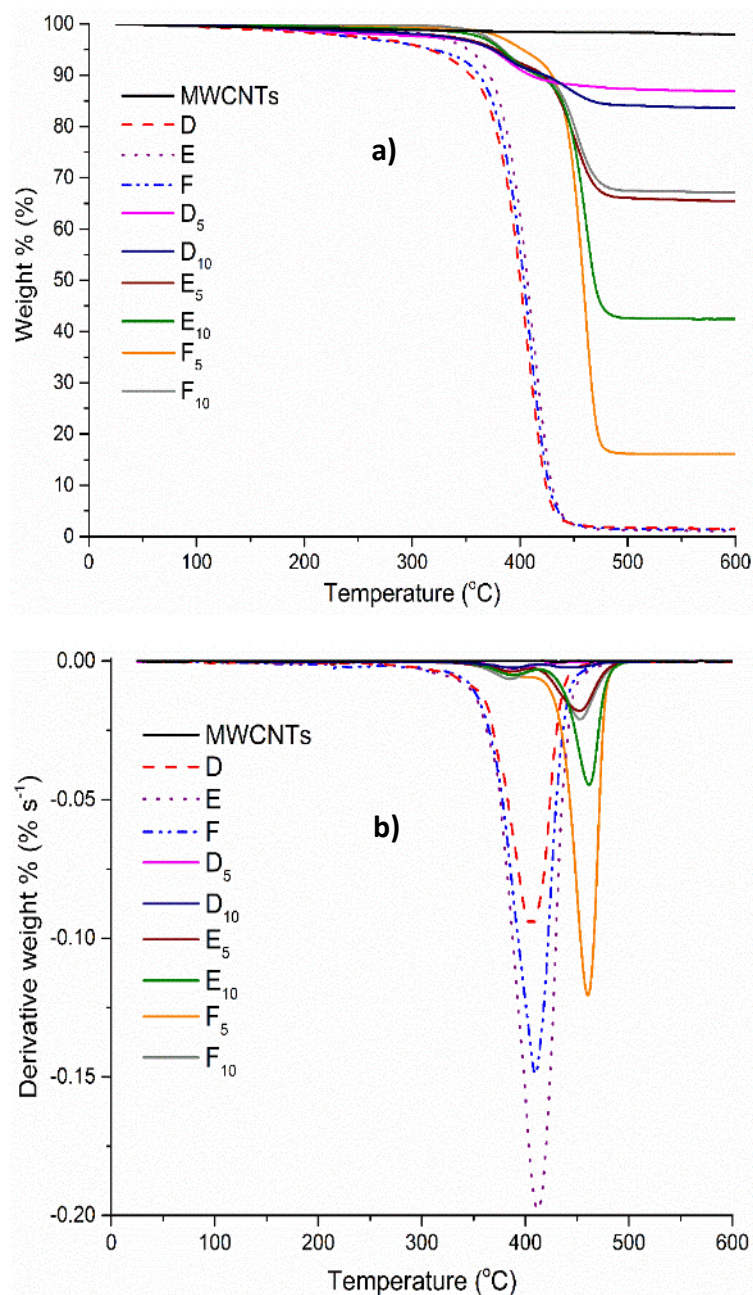 100
90
80
70
60
50
40
30
20
10
0
Weight % (%)
MWCNTs
D
E
F
D5
D10
E5
E10
F5
F10
a)
0 100 200 300 400 500 600
Temperature (°C)
0.00
-0.05
-0.10
-0.15
-0.20
Derivative weight % (% s-1)
MWCNTs
D
E
F
D5
D10
E5
E10
F5
F10
b)
0 100 200 300 400 500 600
Temperature (°C)